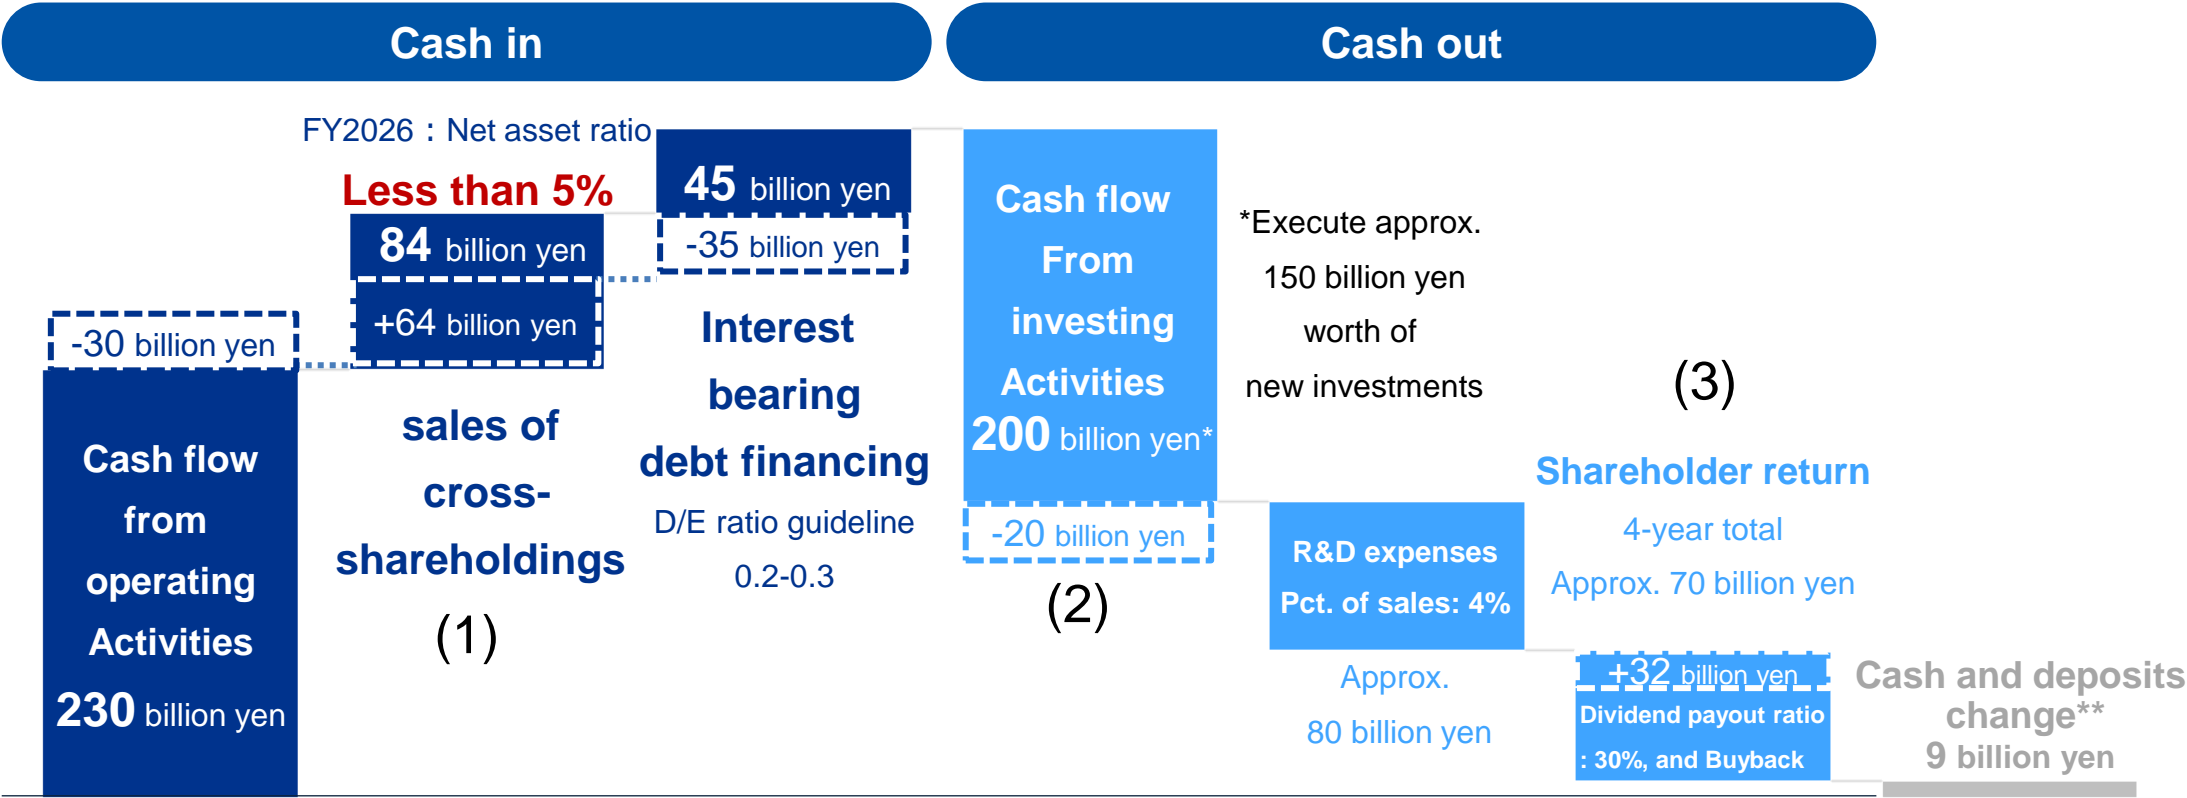 Cash in
Cash out
FY2026：Net asset ratio
Less than 5%
84 billion yen
+64 billion yen
45 billion yen
-35 billion yen
-30 billion yen
Cash flow
from
operating
Activities
230 billion yen
sales of
cross-
shareholdings
(1)
Interest
bearing
debt financing
D/E ratio guideline
0.2-0.3
Cash flow
From
investing
Activities
200 billion yen*
-20 billion yen
(2)
*Execute approx.
150 billion yen
worth of
new investments
R&D expenses
Pct. of sales: 4%
Approx.
80 billion yen
(3)
Shareholder return
4-year total
Approx. 70 billion yen
+32 billion yen
Dividend payout ratio
: 30%, and Buyback
Cash and deposits
change**
9 billion yen